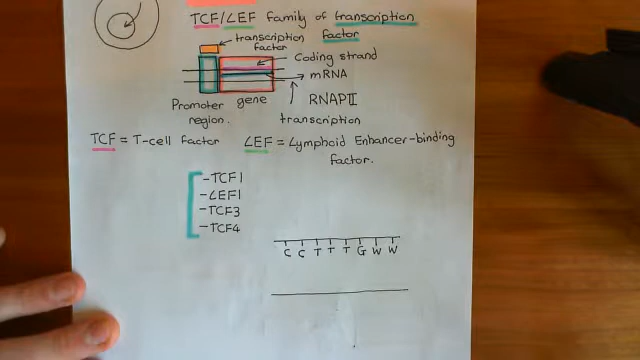 TCF/LEF family of transcription
factor
transcription
factor
Coding strand
mRNA
Promoter gene RNAPII
region. transcription
TCF = T-cell factor LEF = Lymphoid Enhancer-binding
factor.
-TCF1
-LEF1
-TCF3
-TCF4
C C T T T G W W